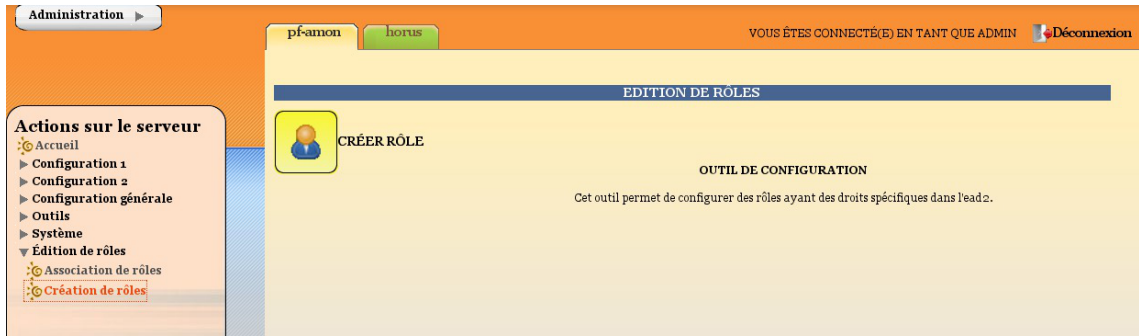 Administration
pf-amon
horus
VOUS ÊTES CONNECTÉ(E) EN TANT QUE ADMIN
Déconnexion
EDITION DE RÔLES
Actions sur le serveur
Accueil
Configuration 1
Configuration 2
Configuration générale
Outils
Système
Édition de rôles
Association de rôles
Création de rôles
CRÉER RÔLE
OUTIL DE CONFIGURATION
Cet outil permet de configurer des rôles ayant des droits spécifiques dans l'ead2.